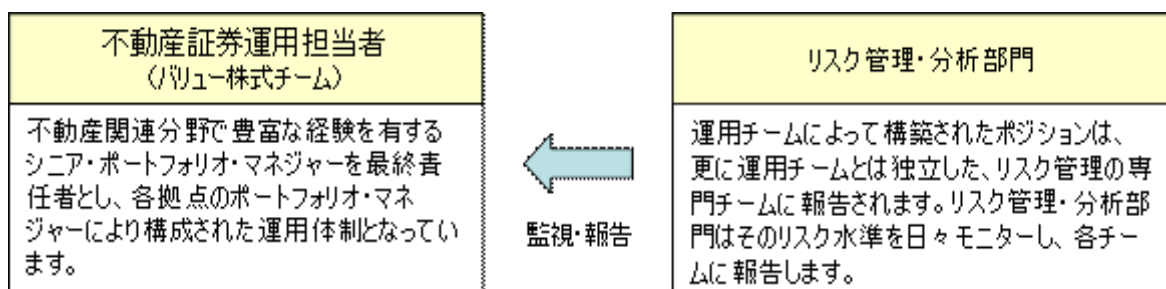 不動産証券運用担当者
（バリュー株式チーム）
不動産関連分野で豊富な経験を有する
シニア・ポートフォリオ・マネジャーを最終責
任者とし、各拠点のポートフォリオ・マネ
ジャーにより構成された運用体制となってい
ます。
監視・報告
リスク管理・分析部門
運用チームによって構築されたポジションは、
更に運用チームとは独立した、リスク管理の専
門チームに報告されます。リスク管理・分析部
門はそのリスク水準を日々モニターし、各チー
ムに報告します。